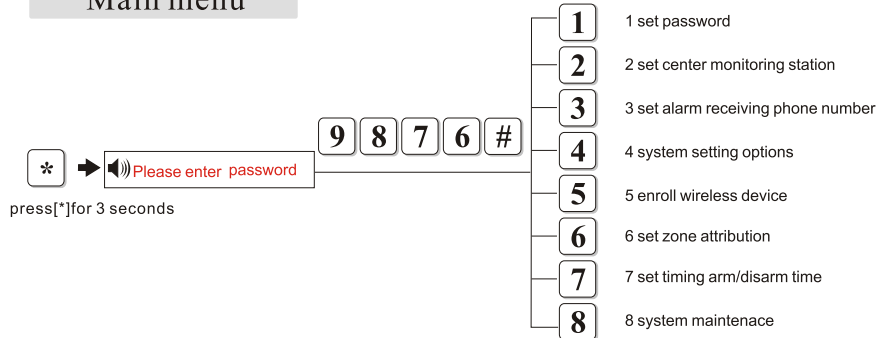 Main menu
1 1 set password
2 2 set center monitoring station
3 3 set alarm receiving phone number
9 8 7 6 #
4 4 system setting options
* Please enter password
5 5 enroll wireless device
press[*]for 3 seconds
6 6 set zone attribution
7 7 set timing arm/disarm time
8 8 system maintenace